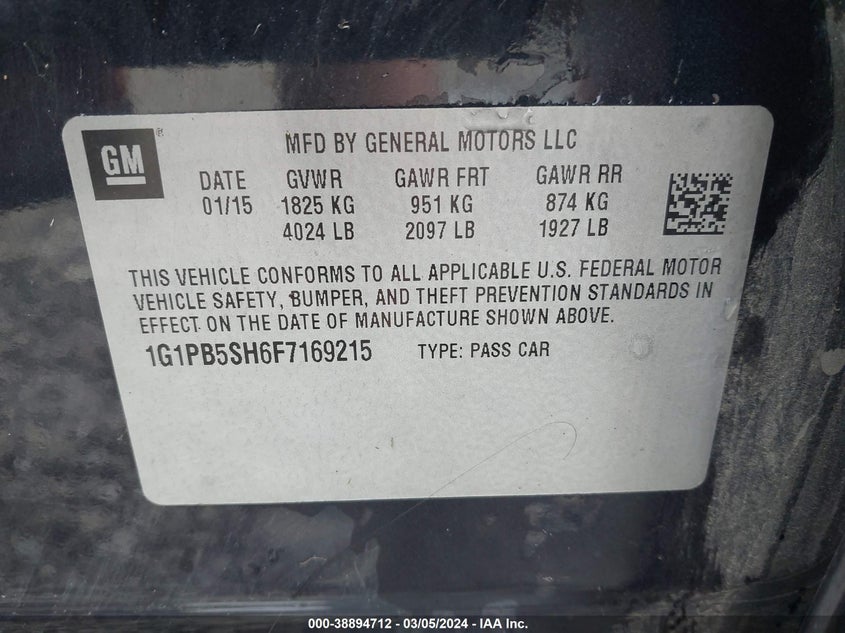 GM
MFD BY GENERAL MOTORS LLC
DATE GVWR GAWR FRT GAWR RR
01/15 1825 KG 951 KG 874 KG
4024 LB 2097 LB 1927 LB
THIS VEHICLE CONFORMS TO ALL APPLICABLE U.S. FEDERAL MOTOR
VEHICLE SAFETY, BUMPER, AND THEFT PREVENTION STANDARDS IN
EFFECT ON THE DATE OF MANUFACTURE SHOWN ABOVE.
1G1PB5SH6F7169215 TYPE: PASS CAR
000-38894712 - 03/05/2024 - IAA Inc.